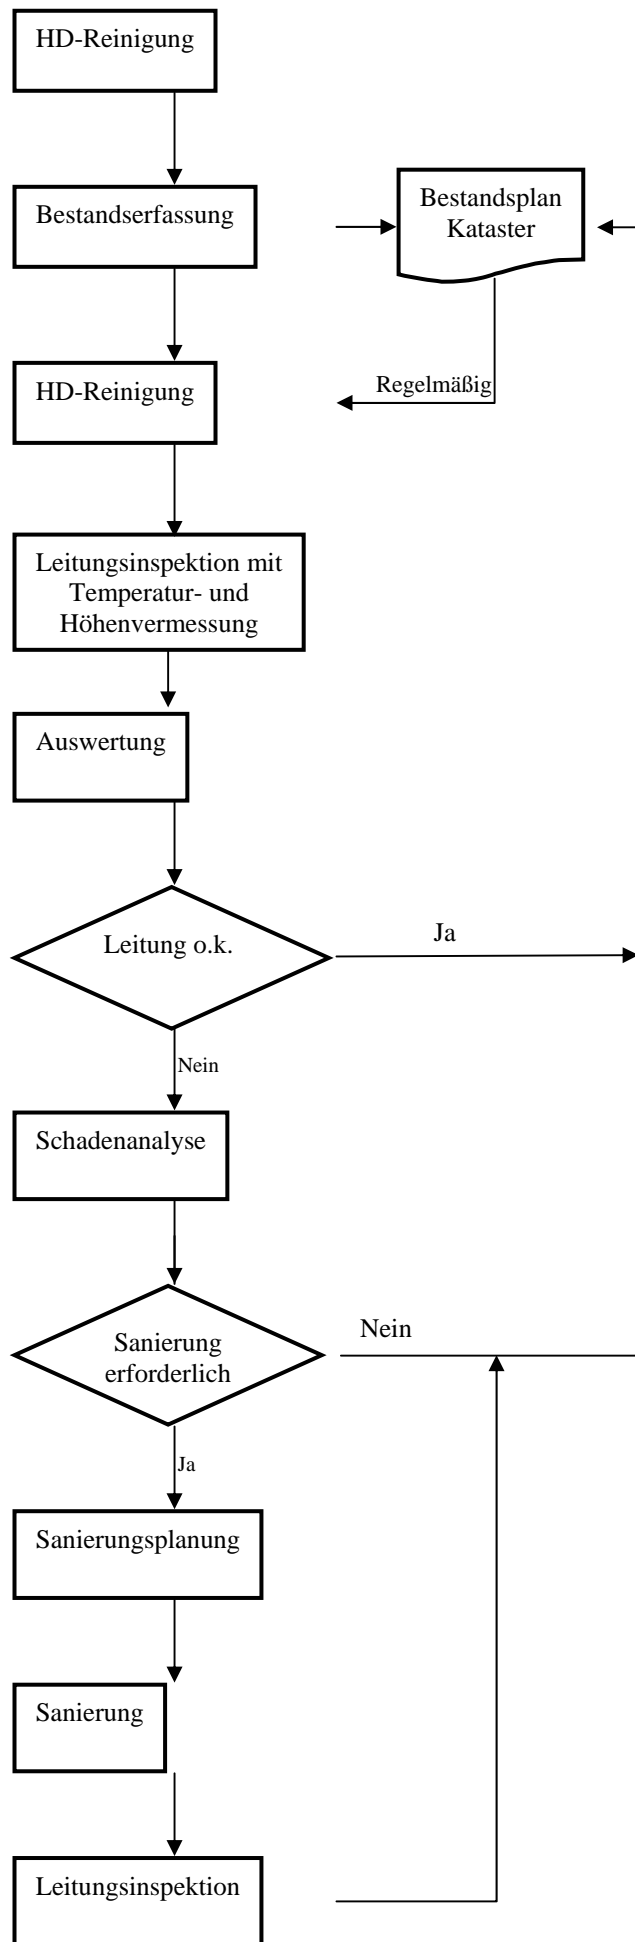 HD-Reinigung
Bestandserfassung
Bestandsplan
Kataster
HD-Reinigung
Regelmäßig
Leitungsinspektion mit
Temperatur- und
Höhenvermessung
Auswertung
Leitung o.k.
Ja
Nein
Schadenanalyse
Sanierung
erforderlich
Nein
Ja
Sanierungsplanung
Sanierung
Leitungsinspektion